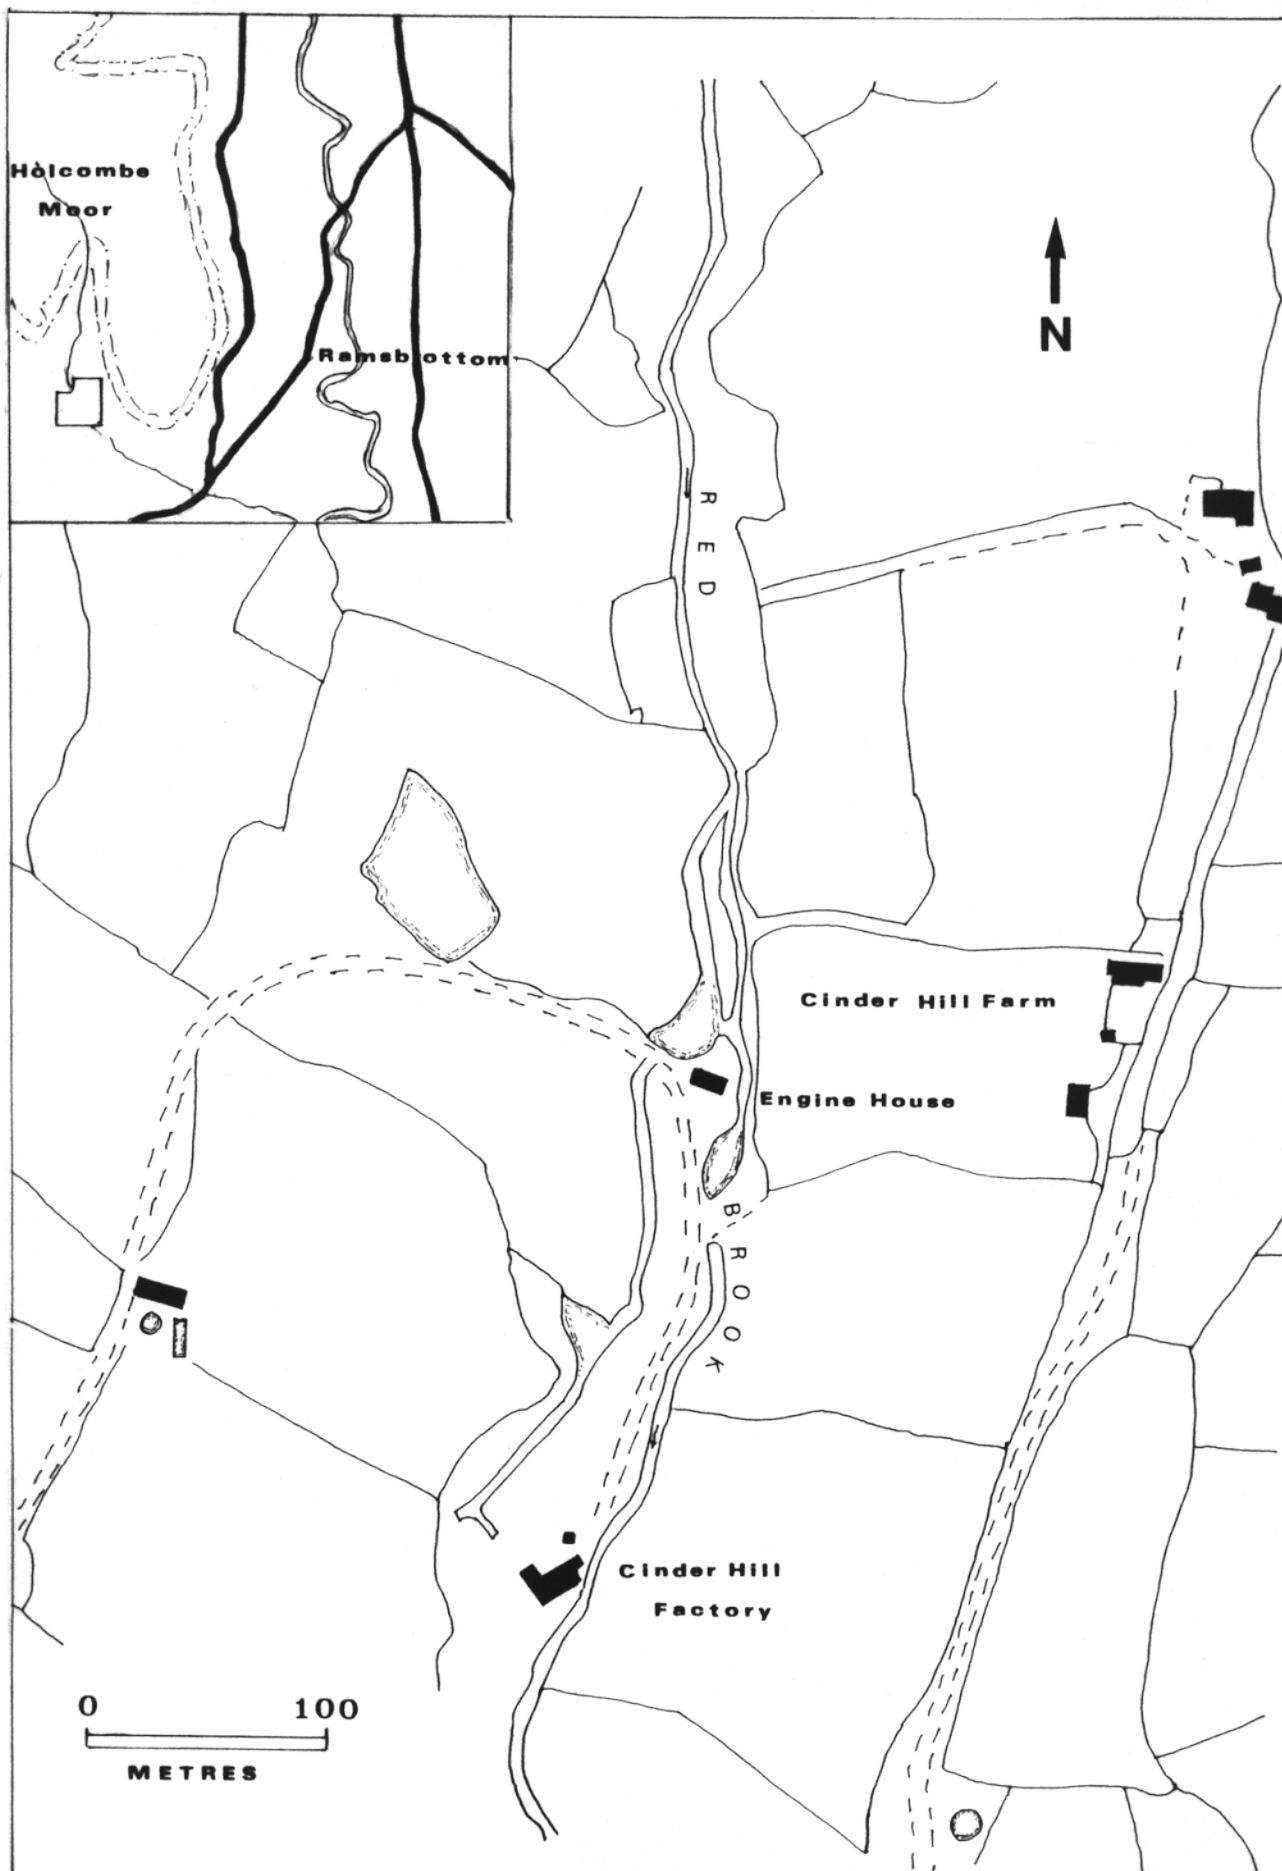 Holcombe
Moor
Ramsbottom
N
RED
Cinder Hill Farm
Engine House
BROOK
Cinder Hill
Factory
0 100
METRES